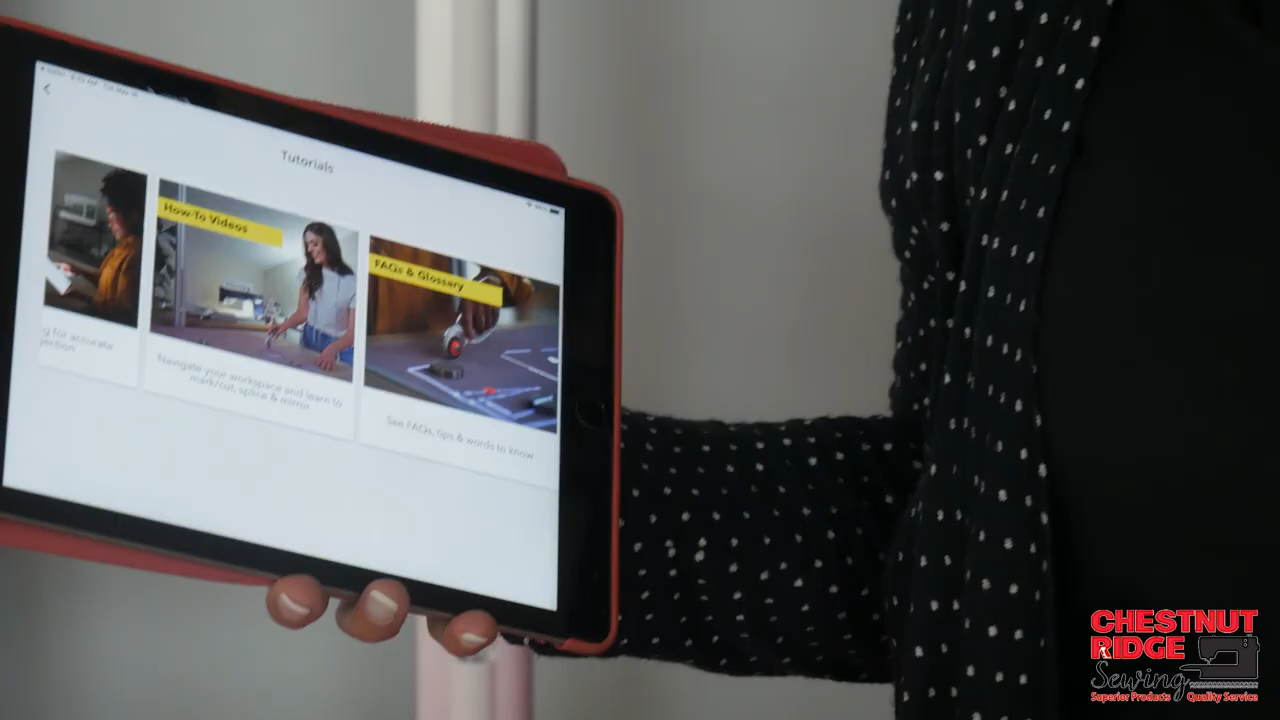 Tutorials
How-To Videos
FAQs & Glossary
g for accurate
jection
Navigate your workspace and learn to
mark/cut, splice & mirror
See FAQs, tips & words to know
CHESTNUT
RIDGE
Sewing
Superior Products Quality Service